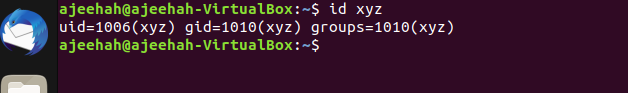 ajeehah@ajeehah-VirtualBox:~$ id xyz
uid=1006(xyz) gid=1010(xyz) groups=1010(xyz)
ajeehah@ajeehah-VirtualBox:~$